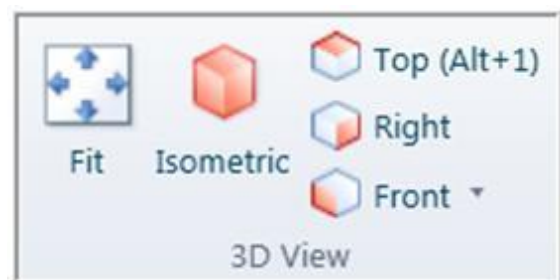 Fit
Isometric
Top (Alt+1)
Right
Front
3D View